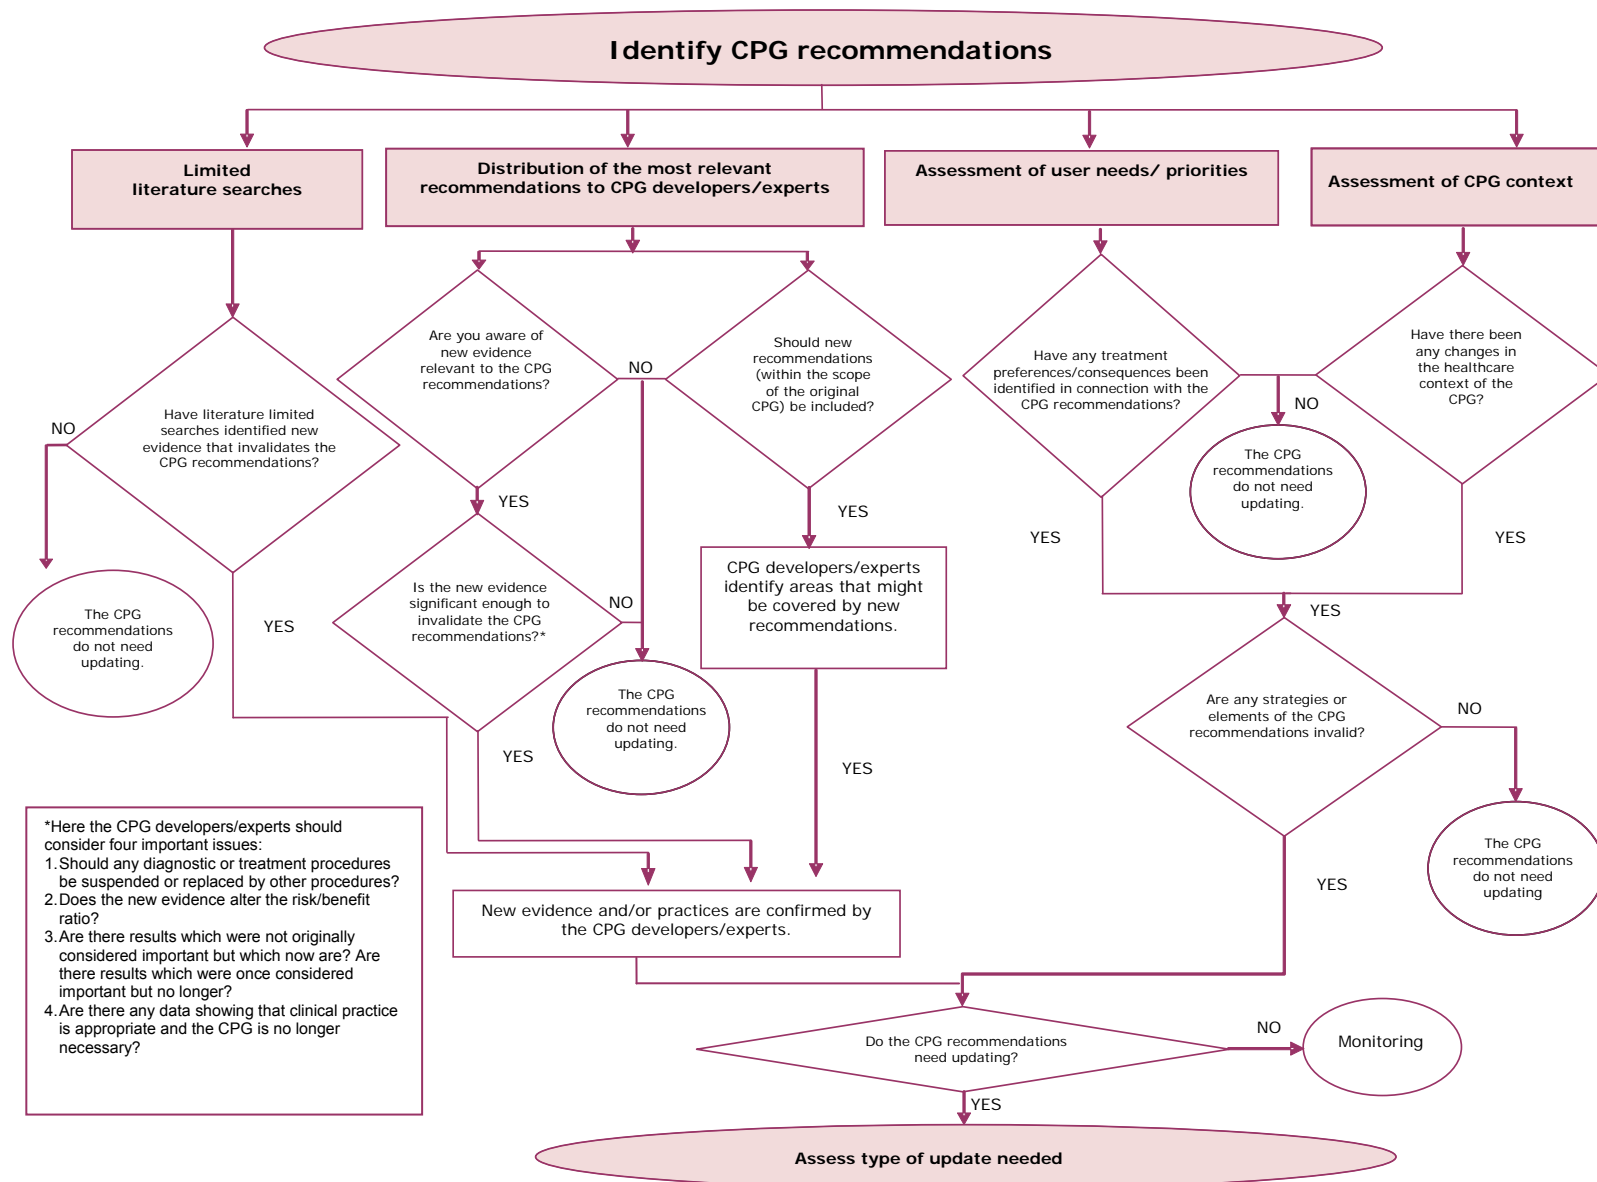 Identify CPG recommendations
Limited
literature searches
Distribution of the most relevant
recommendations to CPG developers/experts
Assessment of user needs/ priorities
Assessment of CPG context
Have literature limited
searches identified new
evidence that invalidates the
CPG recommendations?
NO
YES
The CPG
recommendations
do not need
updating.
Are you aware of
new evidence
relevant to the CPG
recommendations?
NO
YES
Should new
recommendations
(within the scope
of the original
CPG) be included?
YES
Is the new evidence
significant enough to
invalidate the CPG
recommendations?*
NO
YES
The CPG
recommendations
do not need
updating.
CPG developers/experts
identify areas that might
be covered by new
recommendations.
YES
Have any treatment
preferences/consequences been
identified in connection with the
CPG recommendations?
NO
YES
The CPG
recommendations
do not need
updating.
Have there been
any changes in
the healthcare
context of the
CPG?
YES
YES
Are any strategies or
elements of the CPG
recommendations invalid?
NO
YES
The CPG
recommendations
do not need
updating
*Here the CPG developers/experts should
consider four important issues:
1.Should any diagnostic or treatment procedures
be suspended or replaced by other procedures?
2.Does the new evidence alter the risk/benefit
ratio?
3.Are there results which were not originally
considered important but which now are? Are
there results which were once considered
important but no longer?
4.Are there any data showing that clinical practice
is appropriate and the CPG is no longer
necessary?
New evidence and/or practices are confirmed by
the CPG developers/experts.
Do the CPG recommendations
need updating?
NO
Monitoring
YES
Assess type of update needed